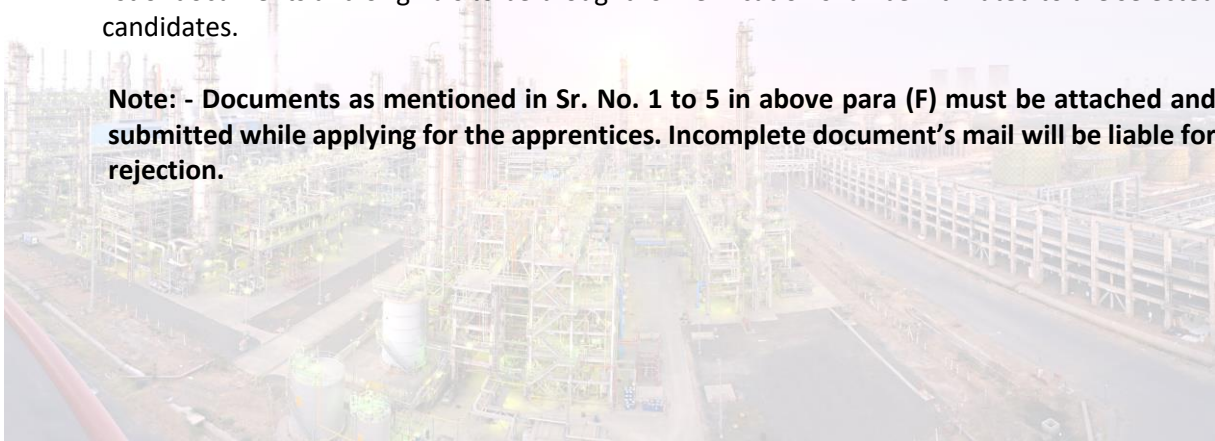 candidates.
Note: - Documents as mentioned in Sr. No. 1 to 5 in above para (F) must be attached and
submitted while applying for the apprentices. Incomplete document’s mail will be liable for
rejection.